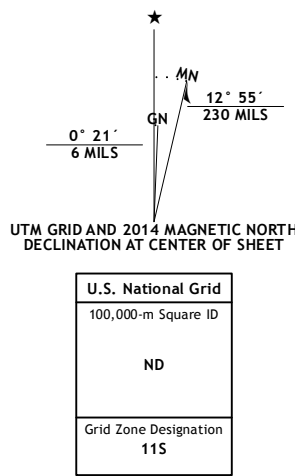 MN
GN
12° 55´
230 MILS
0° 21´
6 MILS
UTM GRID AND 2014 MAGNETIC NORTH
DECLINATION AT CENTER OF SHEET
U.S. National Grid
100,000-m Square ID
ND
Grid Zone Designation
11S